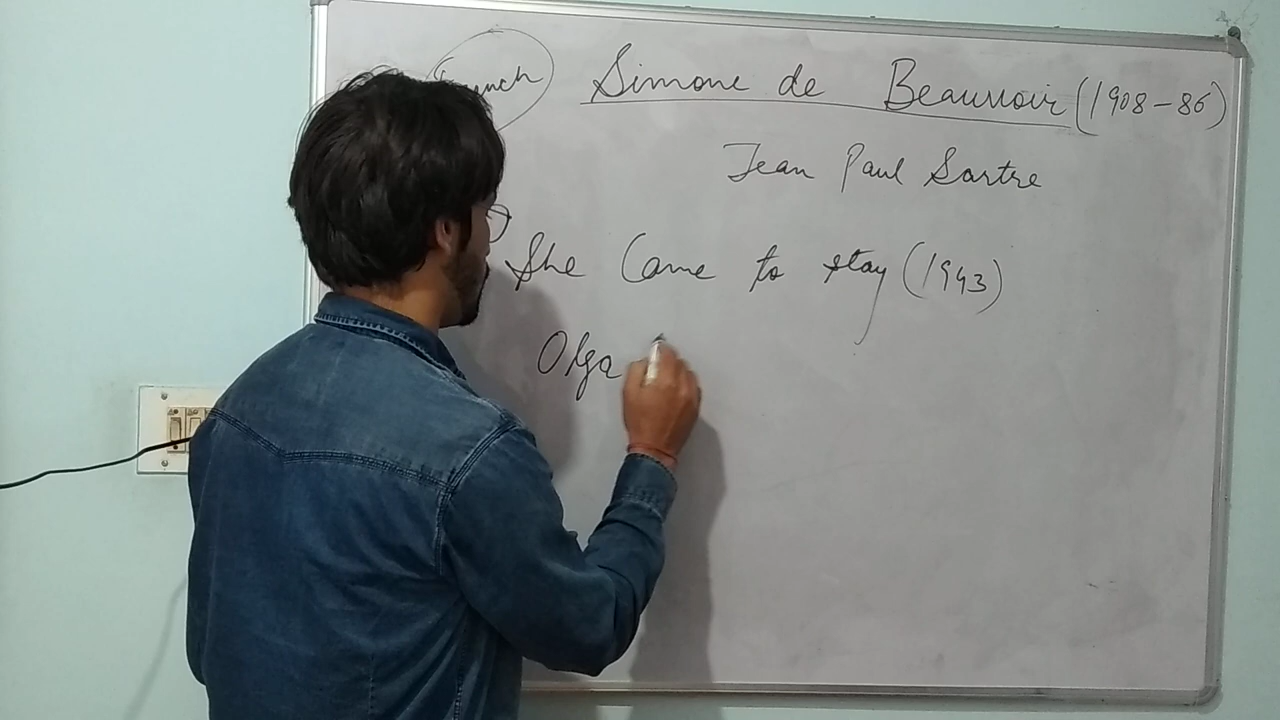 Simone de Beauvoir (1908-86)
Jean Paul Sartre
She Came to stay (1943)
Olga